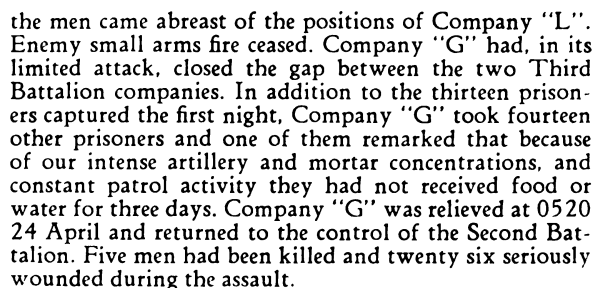 the men came abreast of the positions of Company "L".
Enemy small arms fire ceased. Company "G" had, in its
limited attack, closed the gap between the two Third
Battalion companies. In addition to the thirteen prison-
ers captured the first night, Company "G" took fourteen
other prisoners and one of them remarked that because
of our intense artillery and mortar concentrations, and
constant patrol activity they had not received food or
water for three days. Company "G" was relieved at 0520
24 April and returned to the control of the Second Bat-
talion. Five men had been killed and twenty six seriously
wounded during the assault.